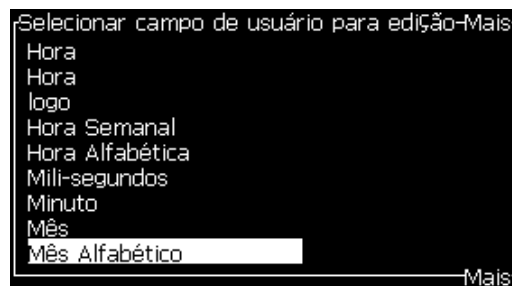 Selecionar campo de usuário para edição-Mais
Hora
Hora
logo
Hora Semanal
Hora Alfabética
Mili-segundos
Minuto
Mês
Mês Alfabético
Mais